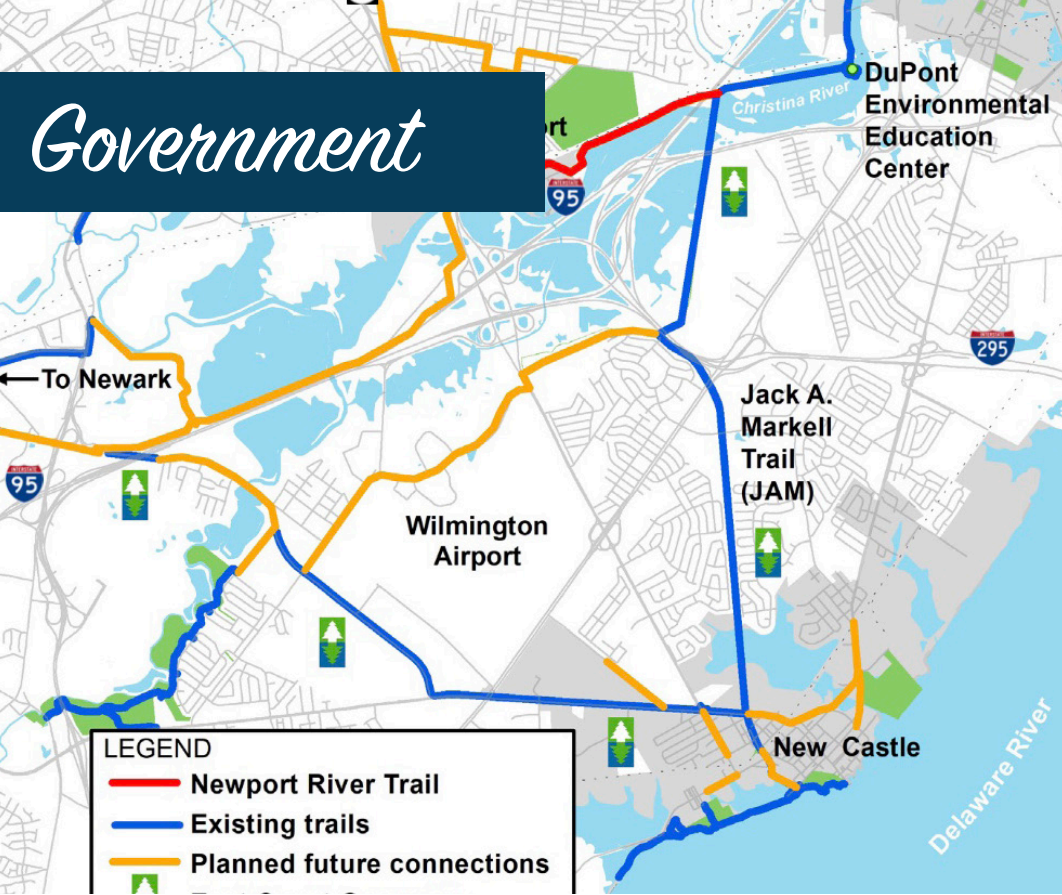 Government
rt
DuPont
Environmental
Education
Center
Christina River
95
295
To Newark
Jack A.
Markell
Trail
(JAM)
95
Wilmington
Airport
New Castle
Delaware River
LEGEND
Newport River Trail
Existing trails
Planned future connections